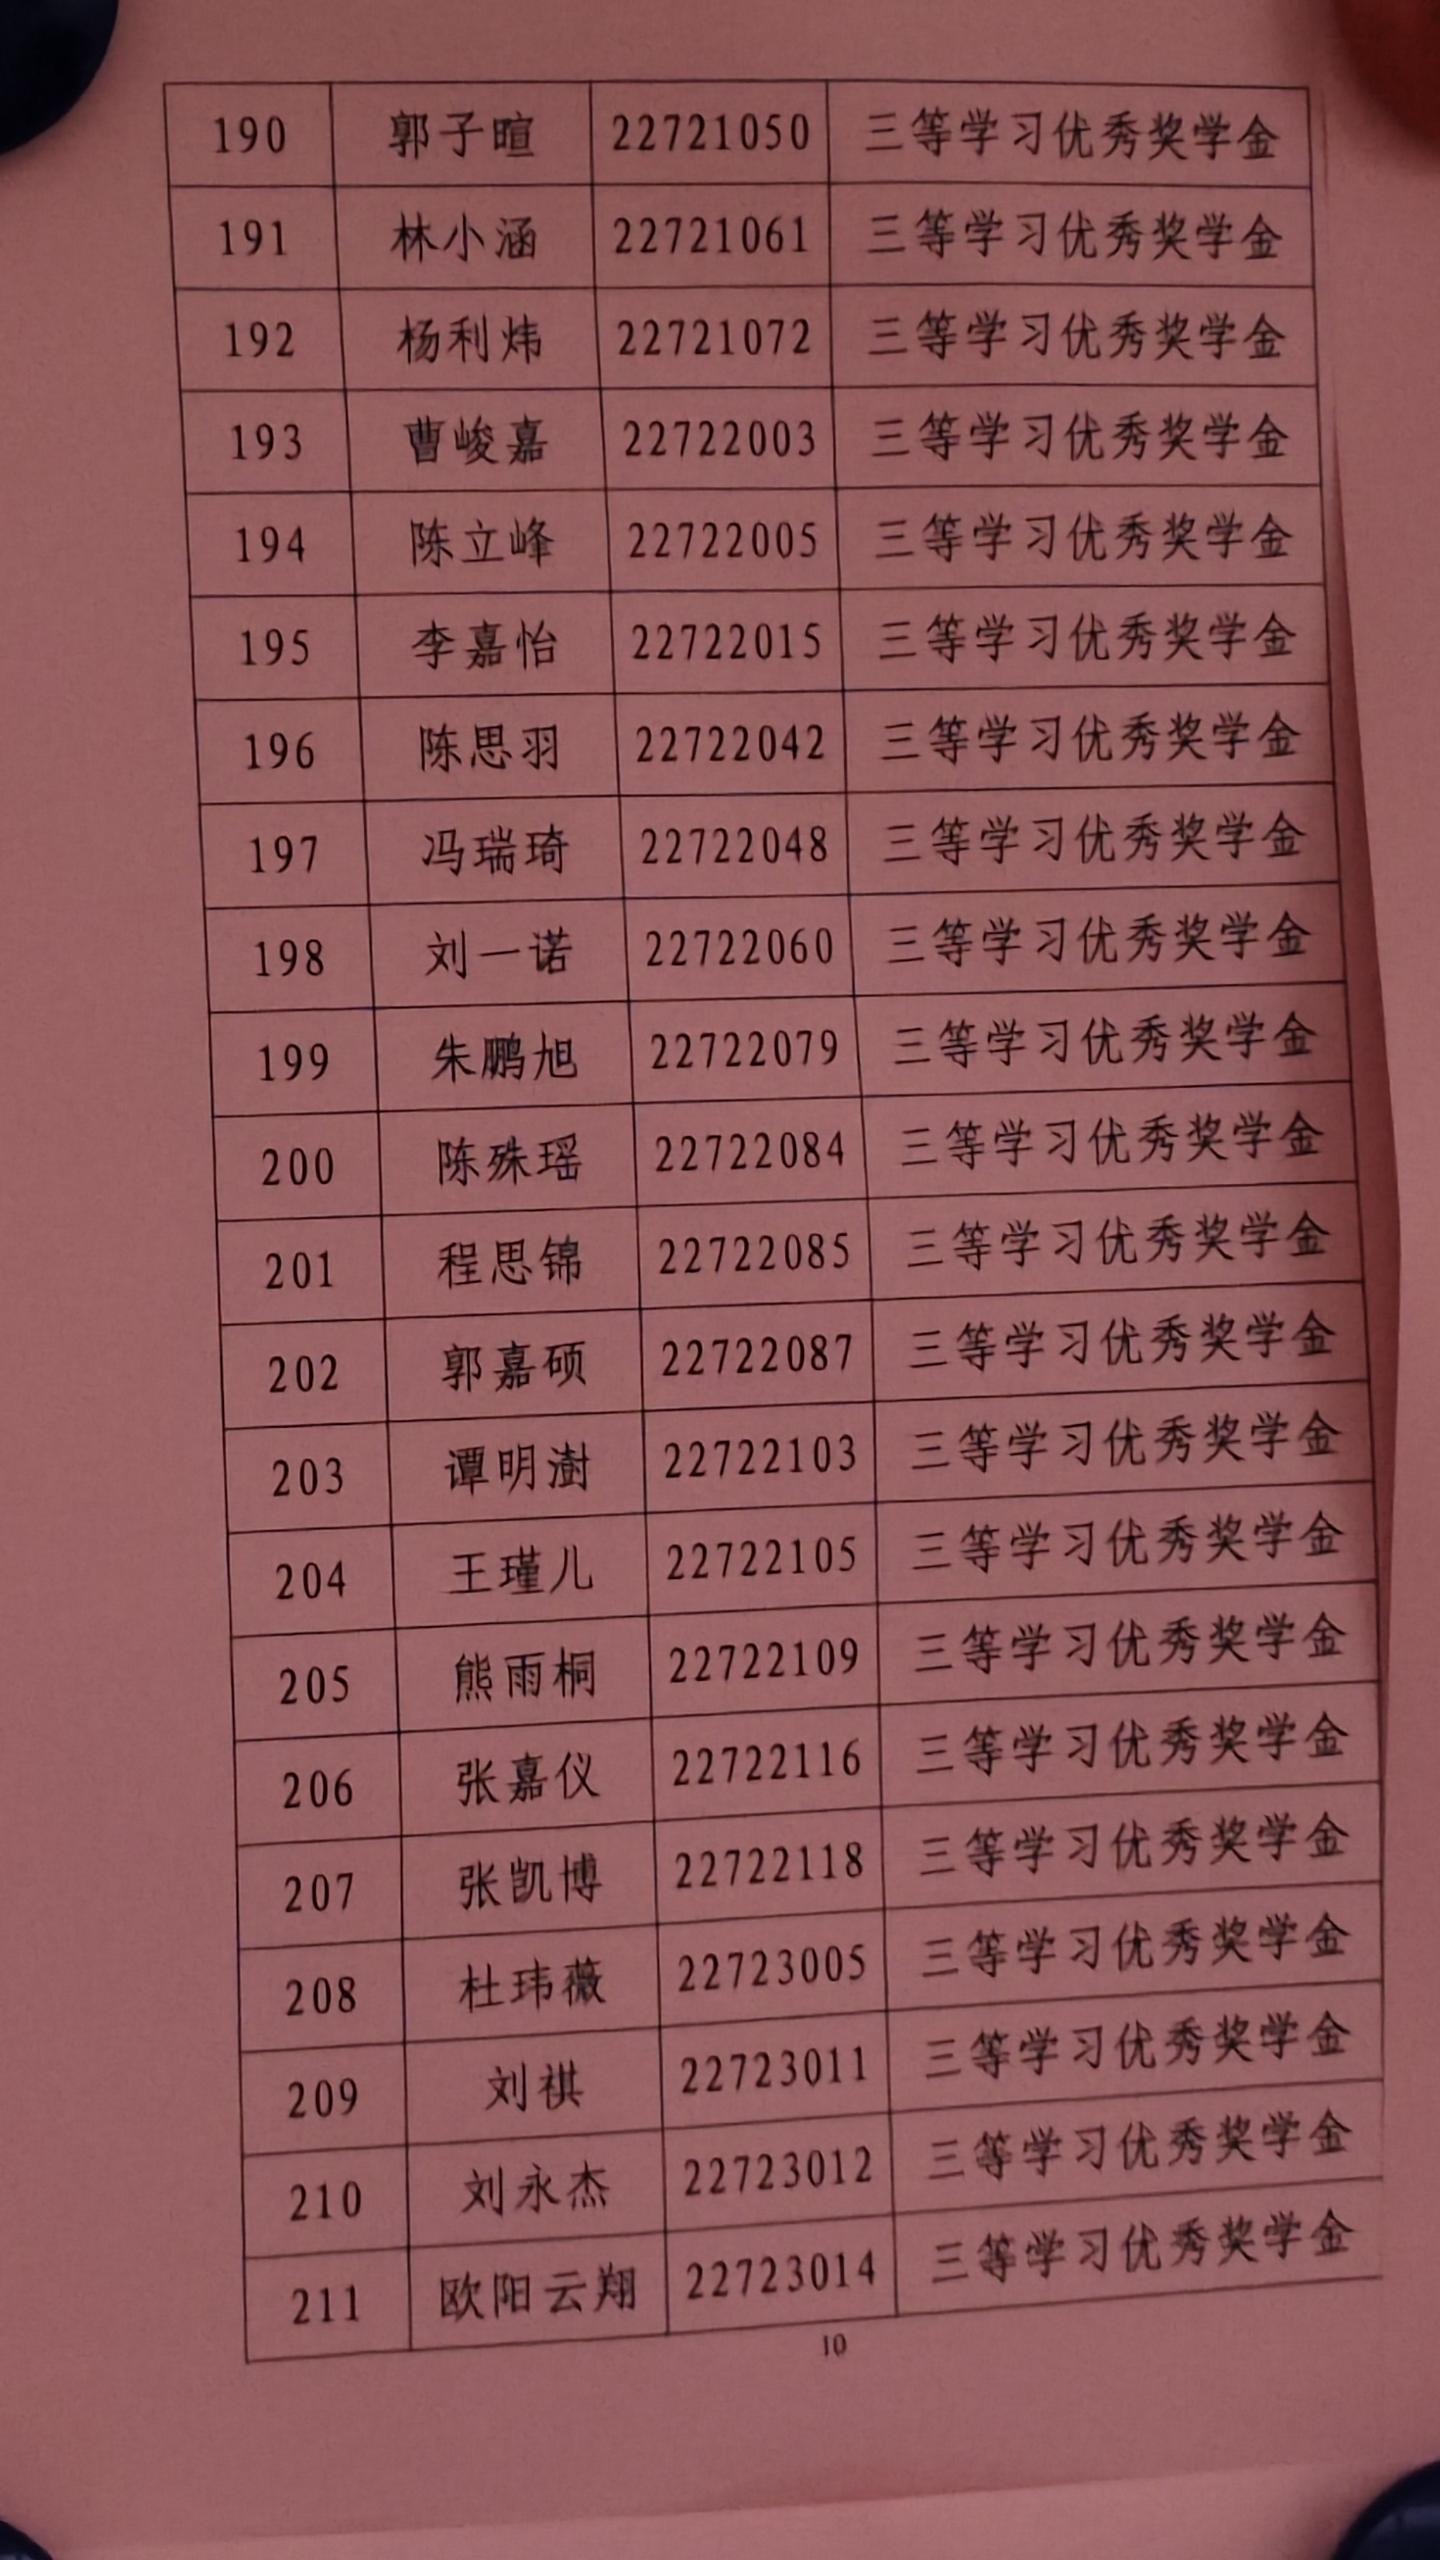 190 郭子暄 22721050 三等学习优秀奖学金
191 林小涵 22721061 三等学习优秀奖学金
192 杨利炜 22721072 三等学习优秀奖学金
193 曹峻嘉 22722003 三等学习优秀奖学金
194 陈立峰 22722005 三等学习优秀奖学金
195 李嘉怡 22722015 三等学习优秀奖学金
196 陈思羽 22722042 三等学习优秀奖学金
197 冯瑞琦 22722048 三等学习优秀奖学金
198 刘一诺 22722060 三等学习优秀奖学金
199 朱鹏旭 22722079 三等学习优秀奖学金
200 陈殊瑶 22722084 三等学习优秀奖学金
201 程思锦 22722085 三等学习优秀奖学金
202 郭嘉硕 22722087 三等学习优秀奖学金
203 谭明澍 22722103 三等学习优秀奖学金
204 王瑾儿 22722105 三等学习优秀奖学金
205 熊雨桐 22722109 三等学习优秀奖学金
206 张嘉仪 22722116 三等学习优秀奖学金
207 张凯博 22722118 三等学习优秀奖学金
208 杜玮薇 22723005 三等学习优秀奖学金
209 刘祺 22723011 三等学习优秀奖学金
210 刘永杰 22723012 三等学习优秀奖学金
211 欧阳云翔 22723014 三等学习优秀奖学金
10